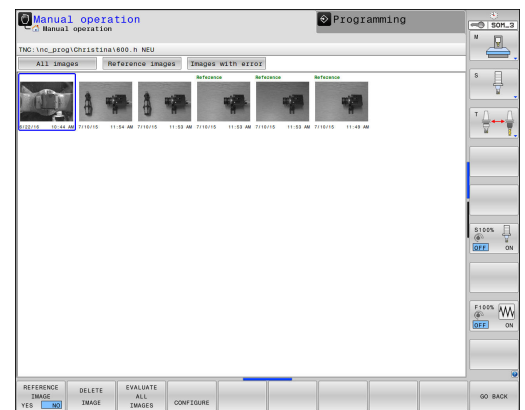 Manual operation
Manual operation
Programming
SOM_3
TNC:\nc_prog\Christina\600.h NEU
All images
Reference images
Images with error
Reference
Reference
Reference
10:44 AM
7/10/15 11:54 AM
7/10/15 11:53 AM
7/10/15 11:53 AM
7/10/15 11:53 AM
7/10/15 11:49 AM
M
S
T
S100%
OFF ON
F100%
OFF ON
REFERENCE IMAGE YES NO
DELETE IMAGE
EVALUATE ALL IMAGES
CONFIGURE
GO BACK